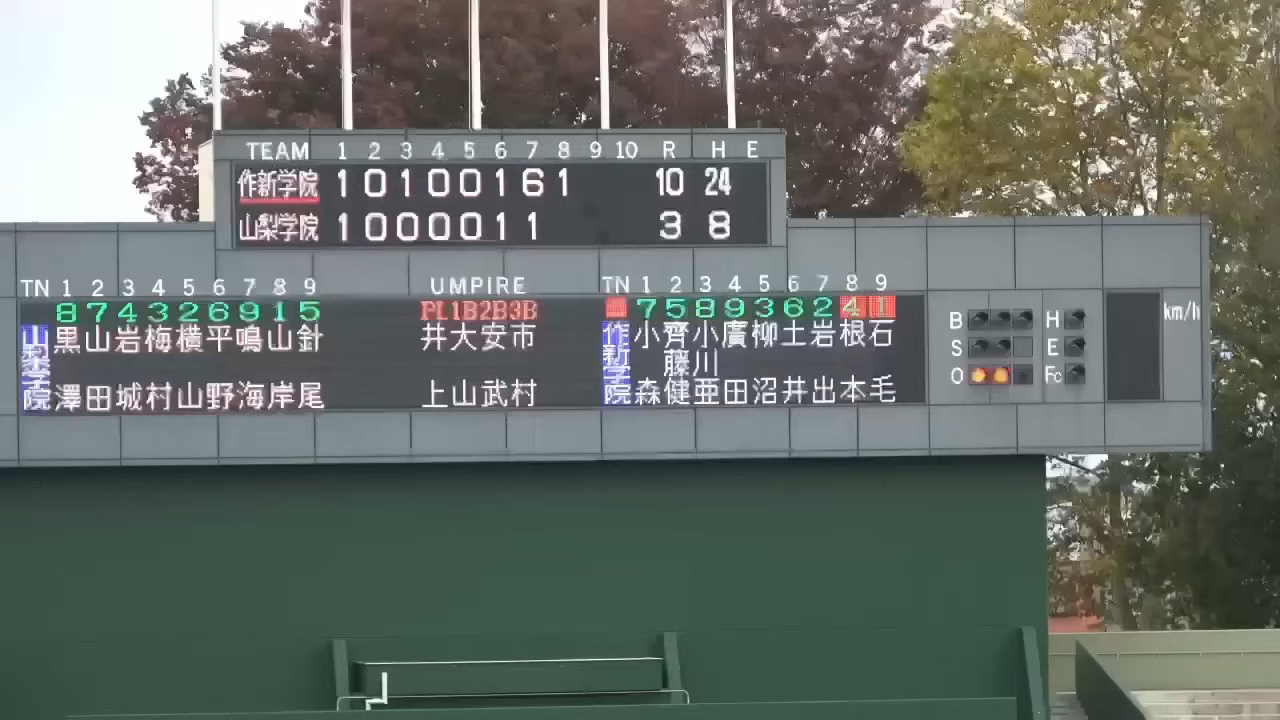 TEAM 1 2 3 4 5 6 7 8 9 10 R H E
作新学院 1 0 1 0 0 1 6 1 10 24
山梨学院 1 0 0 0 0 1 1 3 8
TN 1 2 3 4 5 6 7 8 9 UMPIRE TN 1 2 3 4 5 6 7 8 9
8 7 4 3 2 6 9 1 5 PL 1B 2B 3B 7 5 8 9 3 6 2 4 1
山梨学院 黒澤 山田 岩城 梅村 横山 平野 鳴海 山岸 針尾 井上 大山 安武 市村 作新学院 小森 齊藤健 小川亜 廣田 柳沼 土井 岩出 根本 石毛
B H
S E
O Fc
km/h